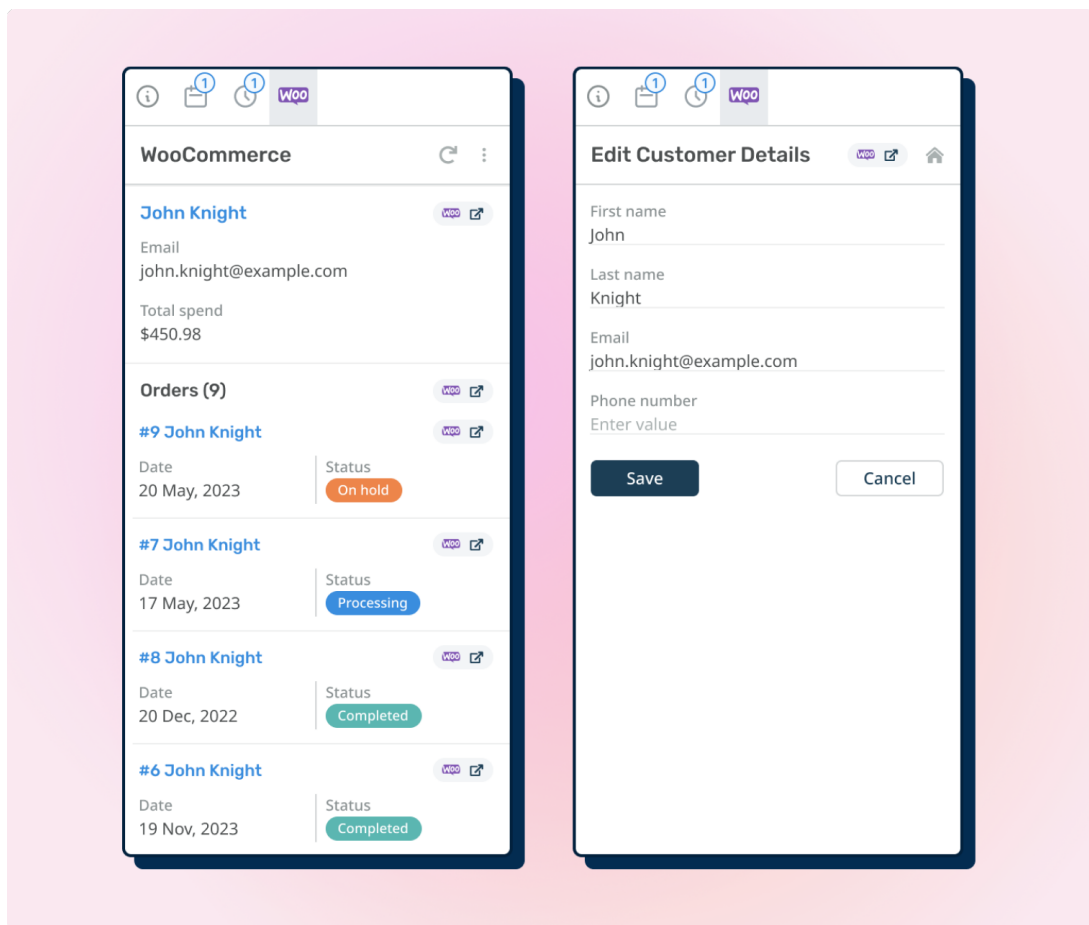 1 1 Woo
WooCommerce
John Knight Woo
Email
john.knight@example.com
Total spend
$450.98
Orders (9) Woo
#9 John Knight Woo
Date Status
20 May, 2023 On hold
#7 John Knight Woo
Date Status
17 May, 2023 Processing
#8 John Knight Woo
Date Status
20 Dec, 2022 Completed
#6 John Knight Woo
Date Status
19 Nov, 2023 Completed
1 1 Woo
Edit Customer Details Woo
First name
John
Last name
Knight
Email
john.knight@example.com
Phone number
Enter value
Save Cancel